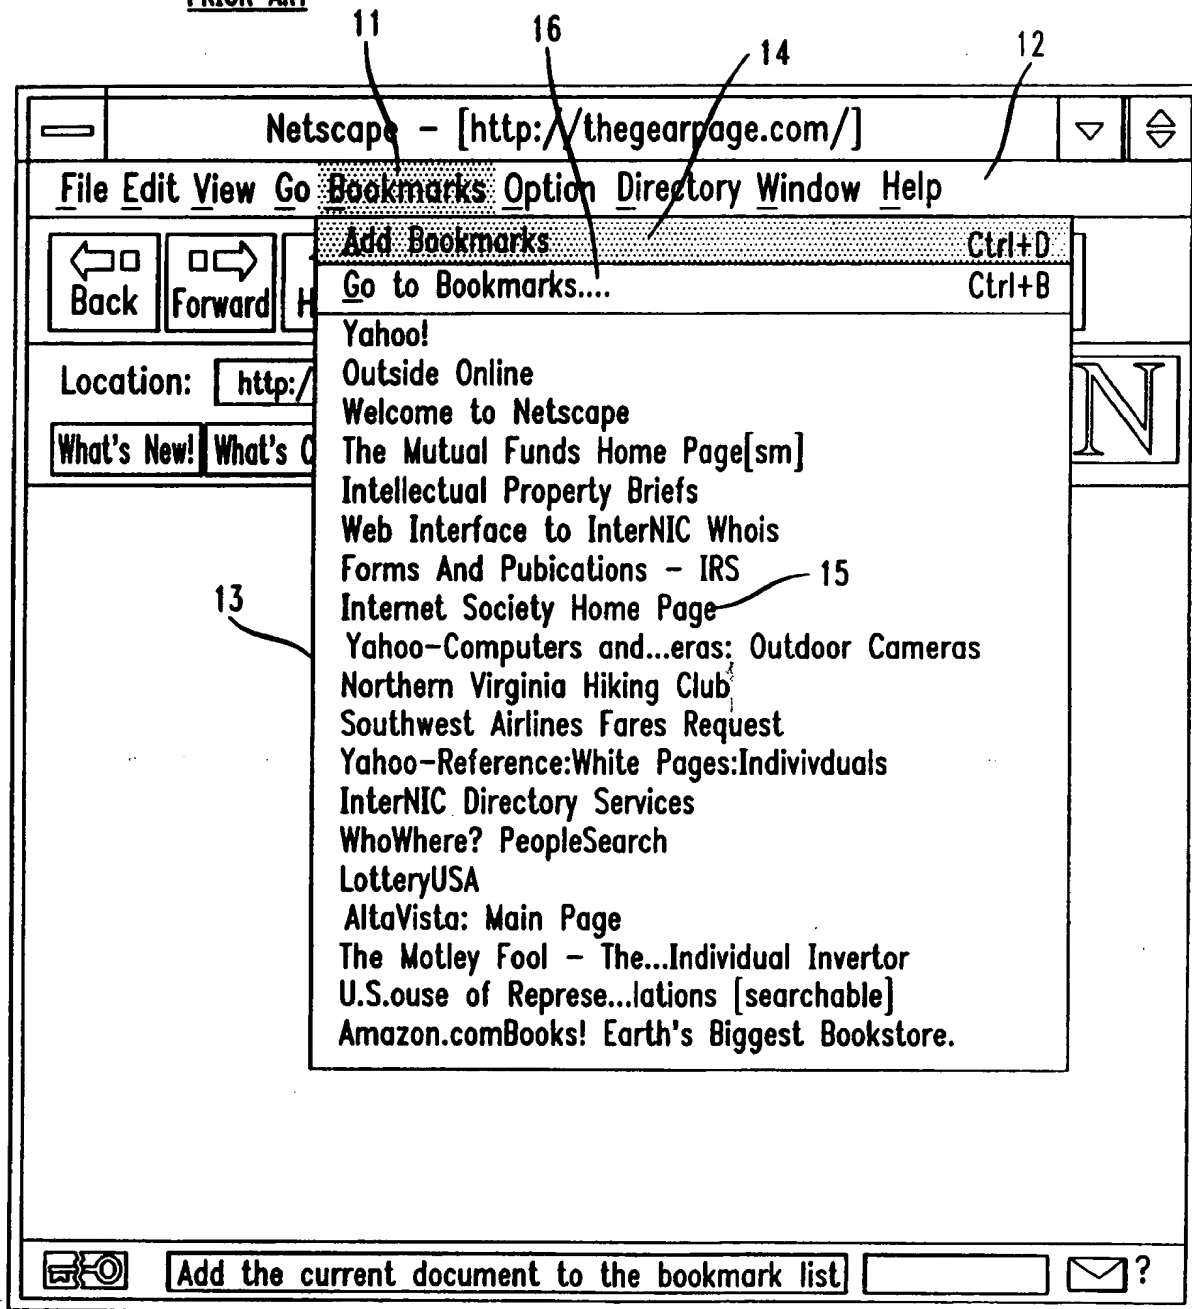 PRIOR ART
11
16
14
12
Netscape - [http://thegearpage.com/]
File Edit View Go Bookmarks Option Directory Window Help
Back
Forward
H
Add Bookmarks Ctrl+D
Go to Bookmarks.... Ctrl+B
Yahoo!
Location: http:/
Outside Online
N
Welcome to Netscape
What's New! What's C
The Mutual Funds Home Page[sm]
Intellectual Property Briefs
Web Interface to InterNIC Whois
Forms And Pubications - IRS
15
13
Internet Society Home Page
Yahoo-Computers and...eras: Outdoor Cameras
Northern Virginia Hiking Club
Southwest Airlines Fares Request
Yahoo-Reference:White Pages:Indivivduals
InterNIC Directory Services
WhoWhere? PeopleSearch
LotteryUSA
AltaVista: Main Page
The Motley Fool - The...Individual Invertor
U.S.ouse of Represe...lations [searchable]
Amazon.comBooks! Earth's Biggest Bookstore.
Add the current document to the bookmark list
?